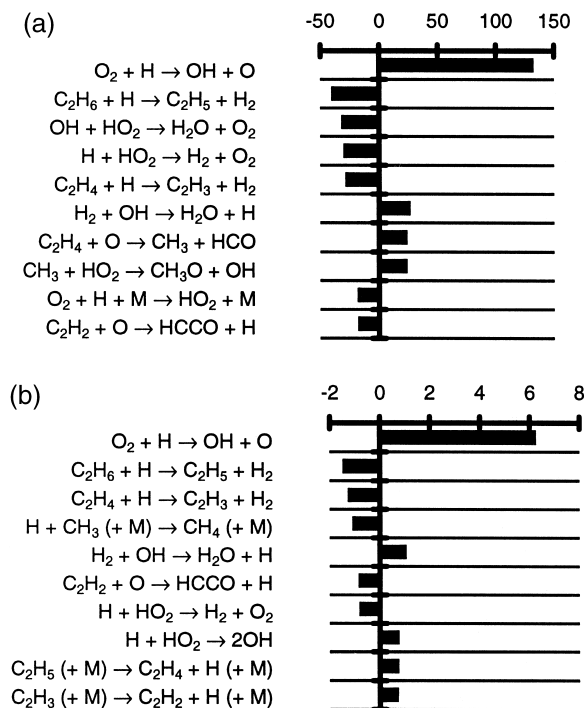 (a)
-50 0 50 100 150
O₂ + H → OH + O
C₂H₆ + H → C₂H₅ + H₂
OH + HO₂ → H₂O + O₂
H + HO₂ → H₂ + O₂
C₂H₄ + H → C₂H₃ + H₂
H₂ + OH → H₂O + H
C₂H₄ + O → CH₃ + HCO
CH₃ + HO₂ → CH₃O + OH
O₂ + H + M → HO₂ + M
C₂H₂ + O → HCCO + H
(b)
-2 0 2 4 6 8
O₂ + H → OH + O
C₂H₆ + H → C₂H₅ + H₂
C₂H₄ + H → C₂H₃ + H₂
H + CH₃ (+ M) → CH₄ (+ M)
H₂ + OH → H₂O + H
C₂H₂ + O → HCCO + H
H + HO₂ → H₂ + O₂
H + HO₂ → 2OH
C₂H₅ (+ M) → C₂H₄ + H (+ M)
C₂H₃ (+ M) → C₂H₂ + H (+ M)